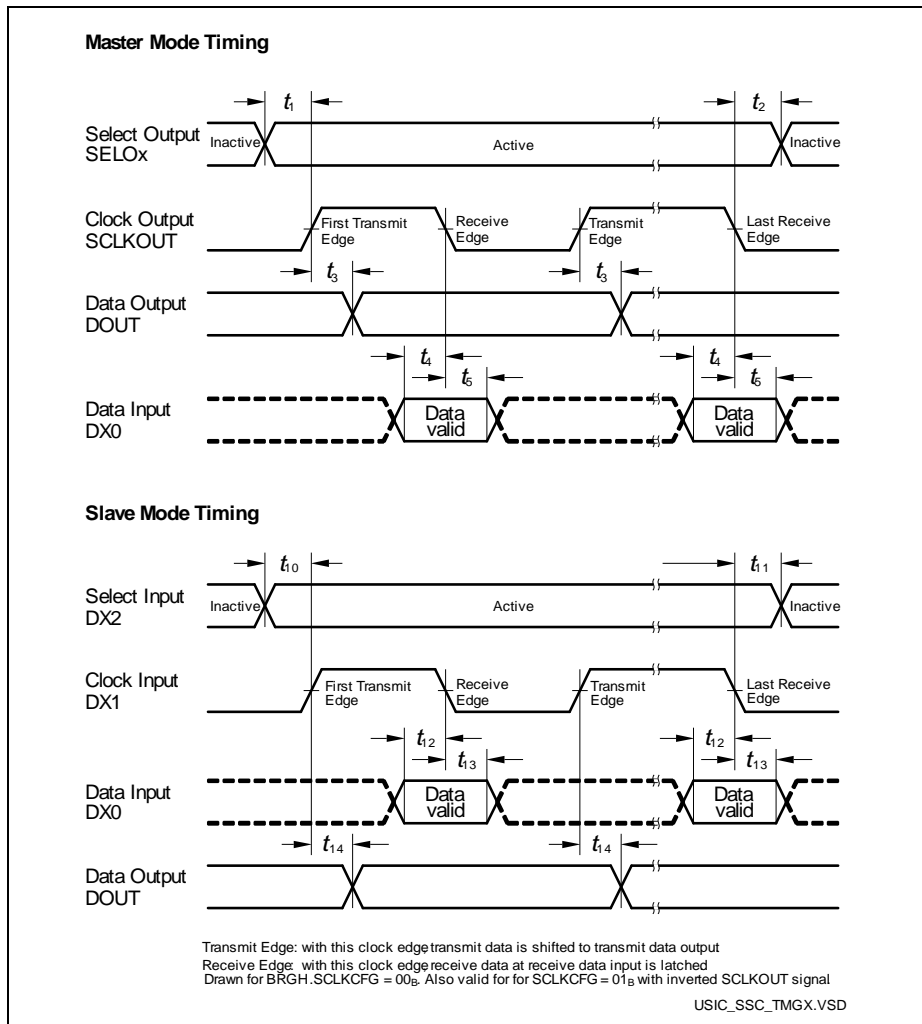 Master Mode Timing
t1
t2
Select Output
SELOx
Inactive
Active
Inactive
Clock Output
SCLKOUT
First Transmit
Edge
Receive
Edge
Transmit
Edge
Last Receive
Edge
t3
t3
Data Output
DOUT
t4
t5
t4
t5
Data Input
DX0
Data
valid
Data
valid
Slave Mode Timing
t10
t11
Select Input
DX2
Inactive
Active
Inactive
Clock Input
DX1
First Transmit
Edge
Receive
Edge
Transmit
Edge
Last Receive
Edge
t12
t13
t12
t13
Data Input
DX0
Data
valid
Data
valid
t14
t14
Data Output
DOUT
Transmit Edge: with this clock edge, transmit data is shifted to transmit data output
Receive Edge: with this clock edge, receive data at receive data input is latched
Drawn for BRGH.SCLKCFG = 00B. Also valid for for SCLKCFG = 01B with inverted SCLKOUT signal.
USIC_SSC_TMGX.VSD